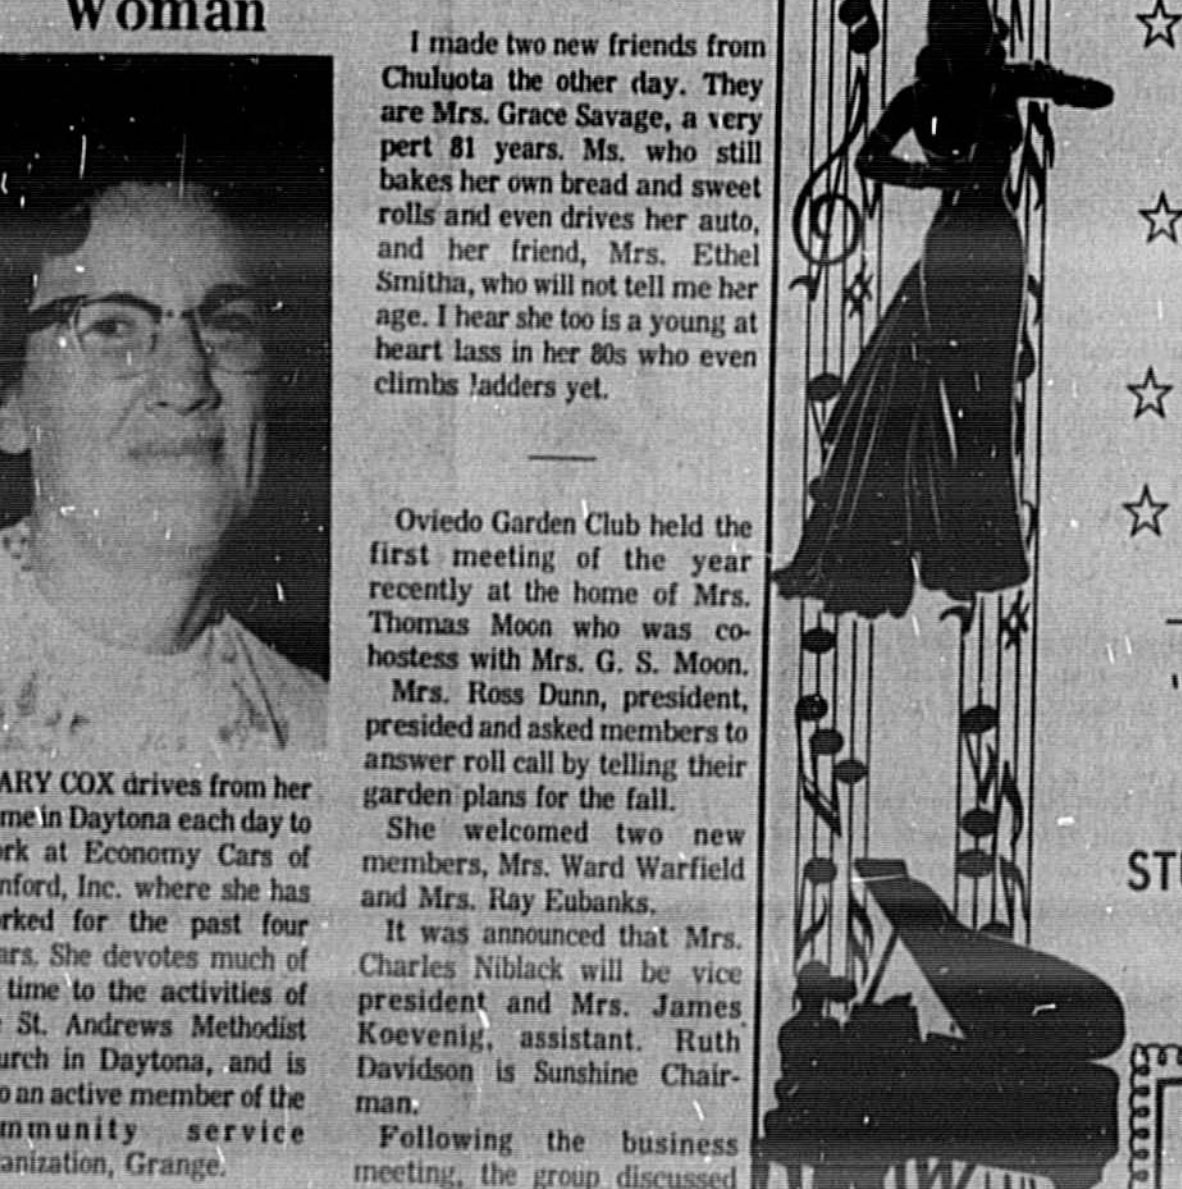 Woman
ARY COX drives from her
me in Daytona each day to
ork at Economy Cars of
nford, Inc. where she has
rked for the past four
ars. She devotes much of
time to the activities of
St. Andrews Methodist
urch in Daytona, and is
o an active member of the
mmunity service
anization, Grange.
I made two new friends from
Chuluota the other day. They
are Mrs. Grace Savage, a very
pert 81 years. Ms. who still
bakes her own bread and sweet
rolls and even drives her auto,
and her friend, Mrs. Ethel
Smitha, who will not tell me her
age. I hear she too is a young at
heart lass in her 80s who even
climbs ladders yet.
Oviedo Garden Club held the
first meeting of the year
recently at the home of Mrs.
Thomas Moon who was co-
hostess with Mrs. G. S. Moon.
Mrs. Ross Dunn, president,
presided and asked members to
answer roll call by telling their
garden plans for the fall.
She welcomed two new
members, Mrs. Ward Warfield
and Mrs. Ray Eubanks.
It was announced that Mrs.
Charles Niblack will be vice
president and Mrs. James
Koevenig, assistant. Ruth
Davidson is Sunshine Chair-
man.
Following the business
meeting, the group discussed
STU